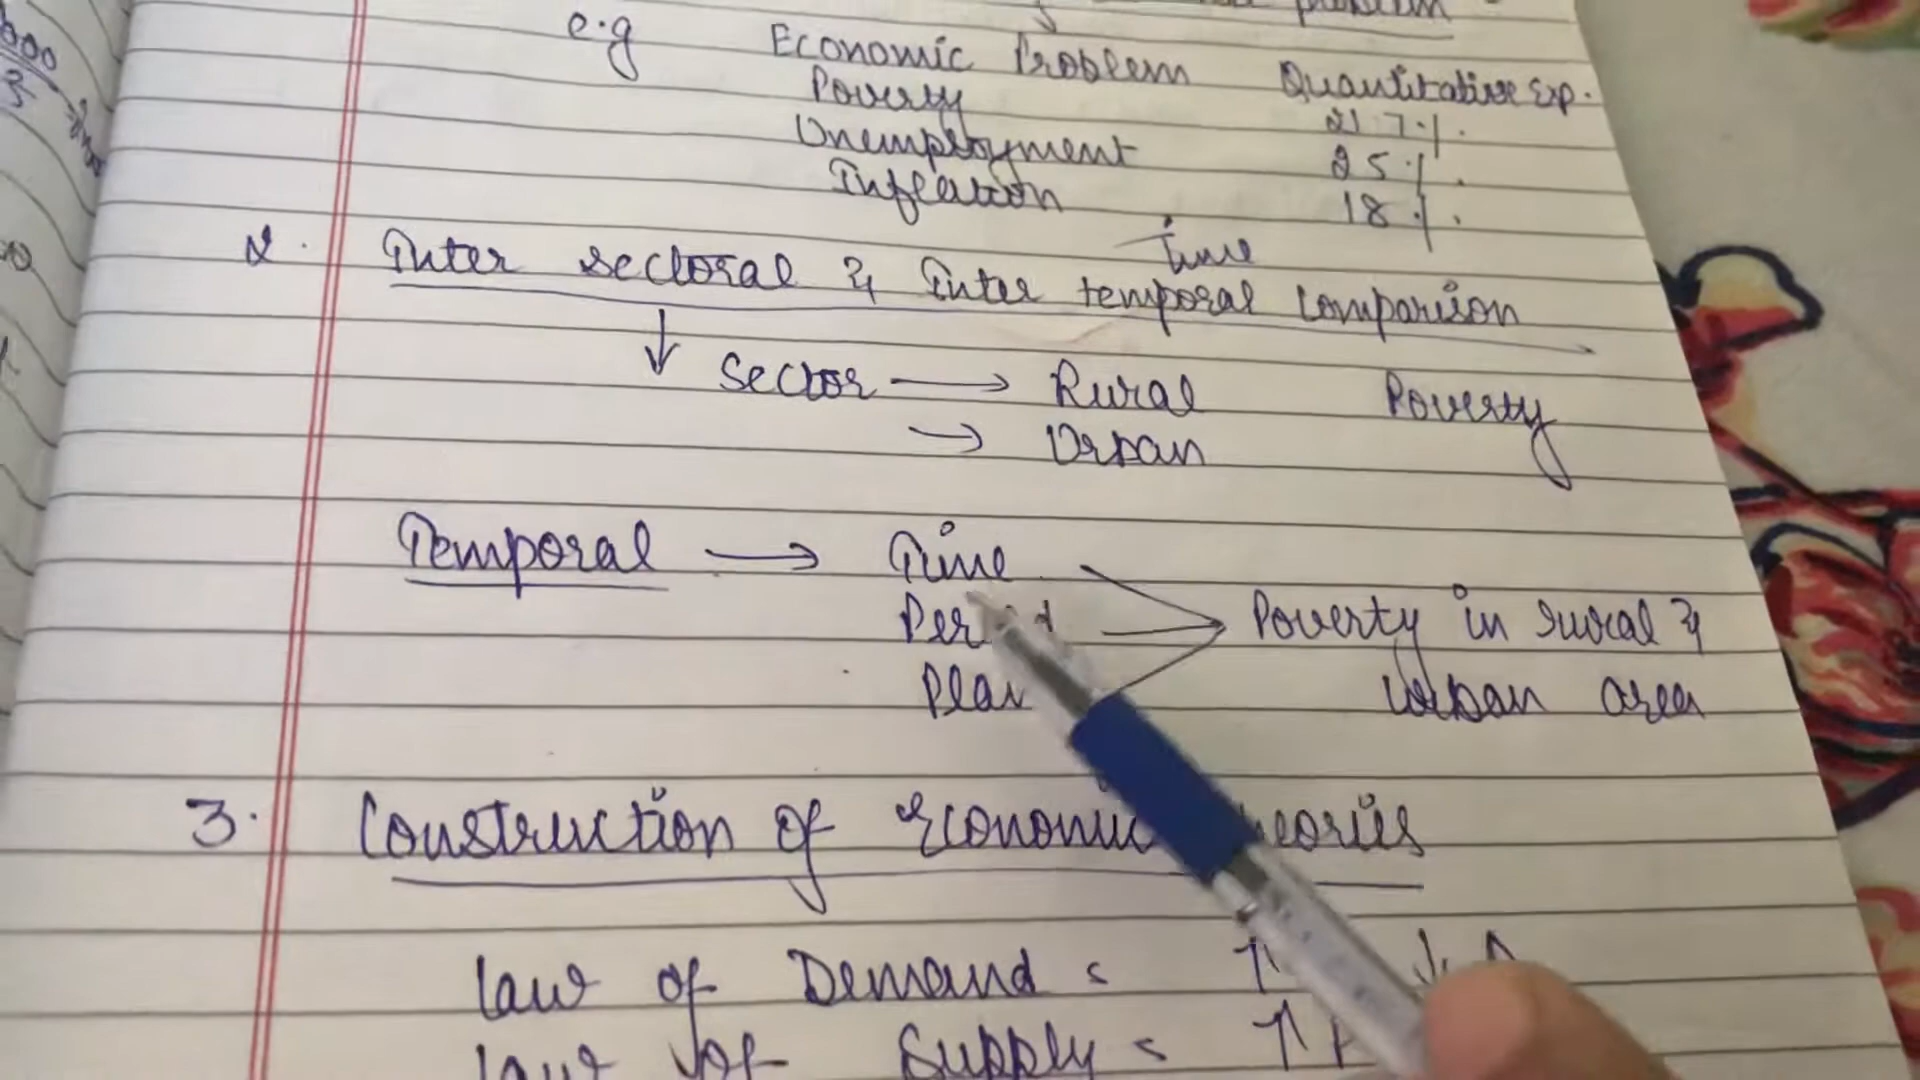 problem
e.g Economic Problem Quantitative Exp.
Poverty 21.7%.
Unemployment 25%.
Inflation 18%.
Time
2. Inter sectoral & Inter temporal comparison
Sector → Rural Poverty
→ Urban
Temporal → Time
Poverty in rural &
Plan urban area
3. Construction of Economic
Law of Demand = ↑
Law of Supply = ↑ P